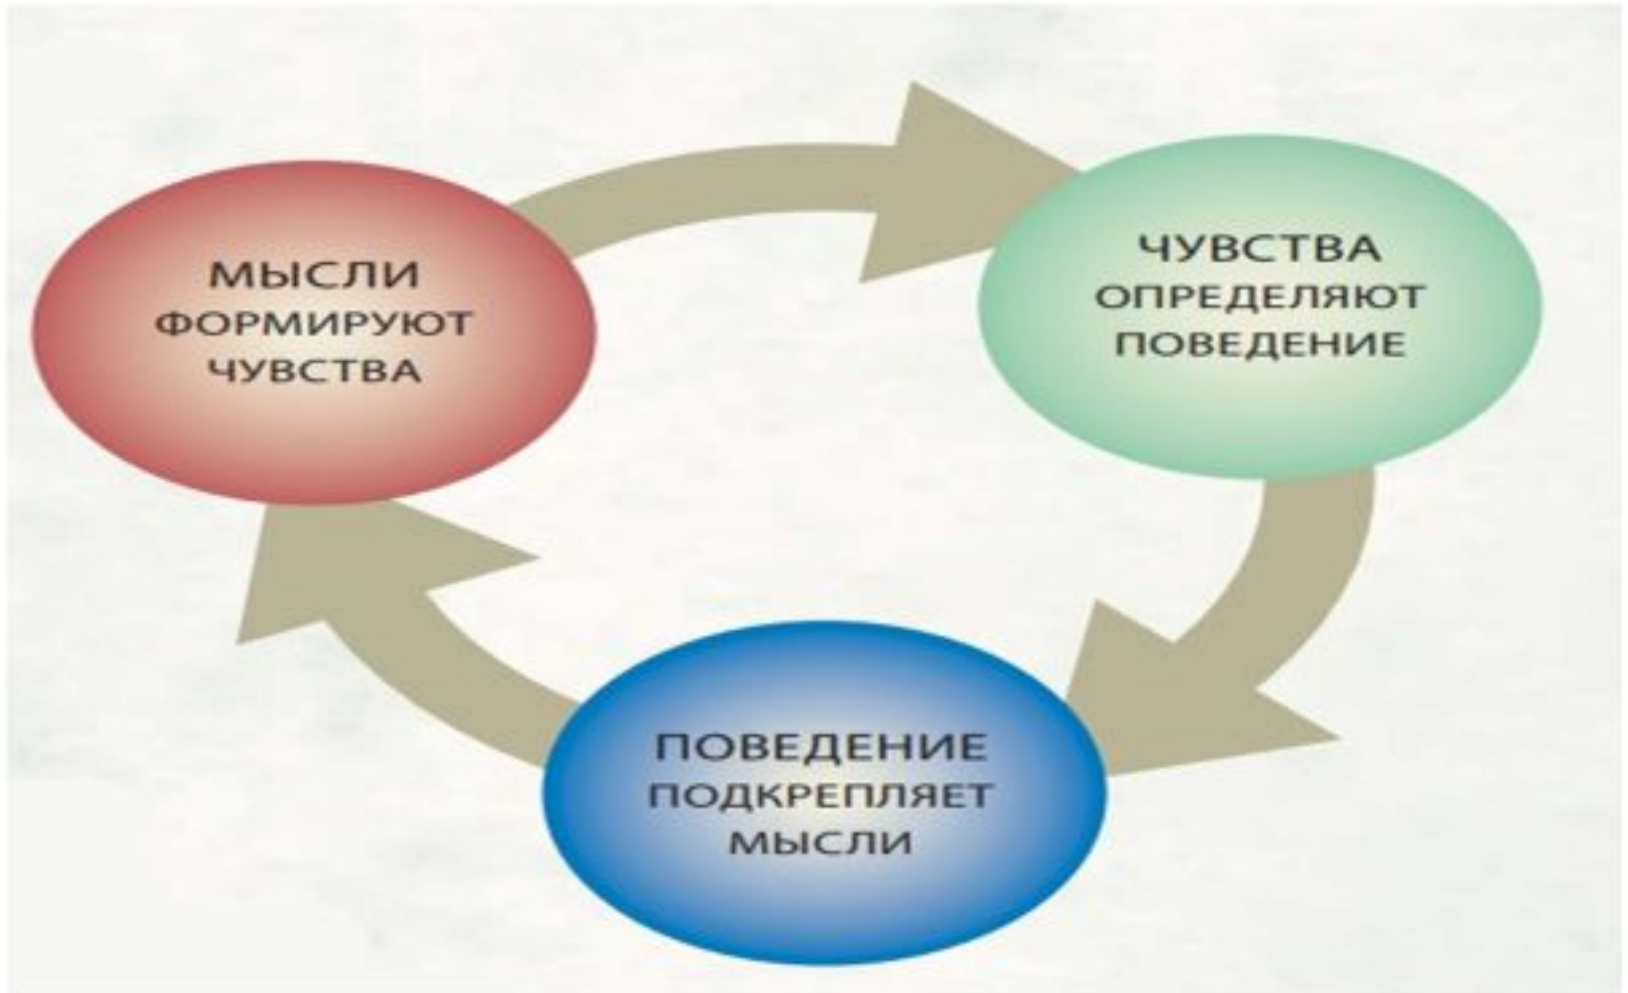 МЫСЛИ
ФОРМИРУЮТ
ЧУВСТВА
ЧУВСТВА
ОПРЕДЕЛЯЮТ
ПОВЕДЕНИЕ
ПОВЕДЕНИЕ
ПОДКРЕПЛЯЕТ
МЫСЛИ